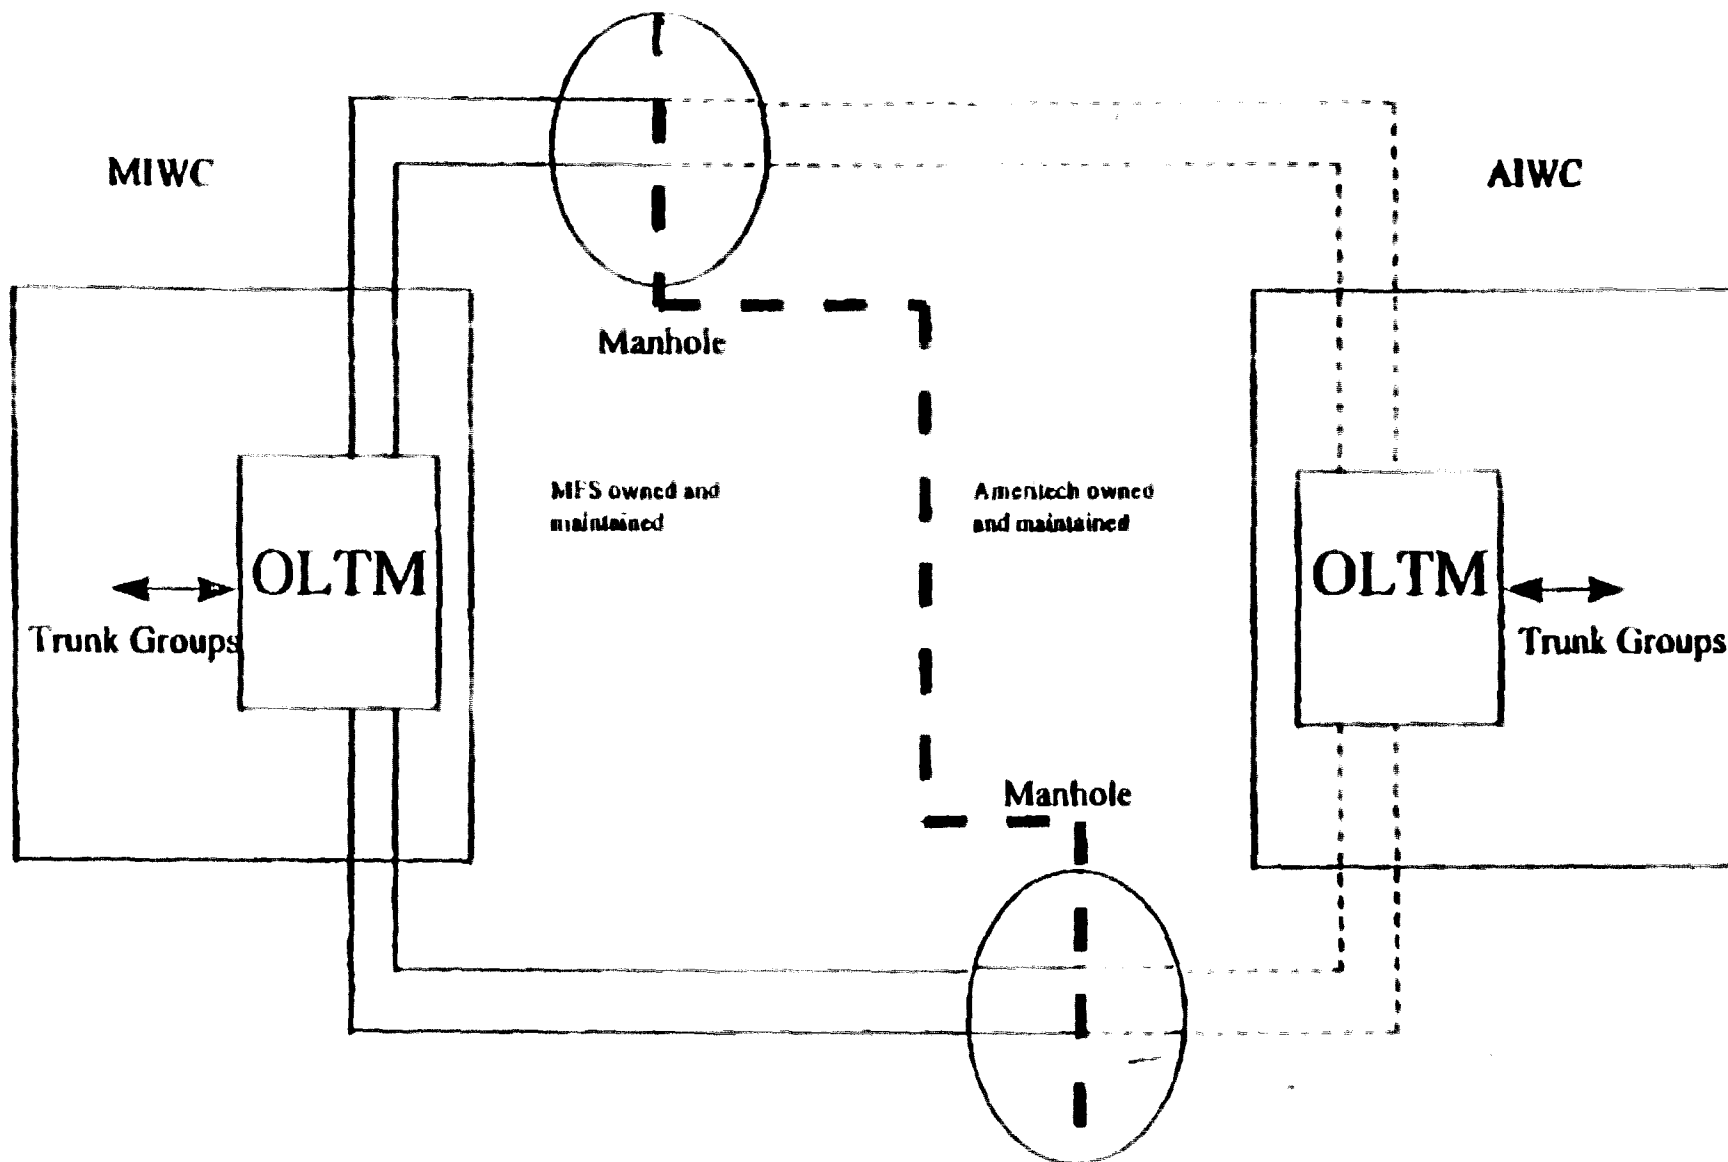 MIWC
AIWC
Manhole
MFS owned and
maintained
Ameritech owned
and maintained
OLTM
OLTM
Trunk Groups
Trunk Groups
Manhole